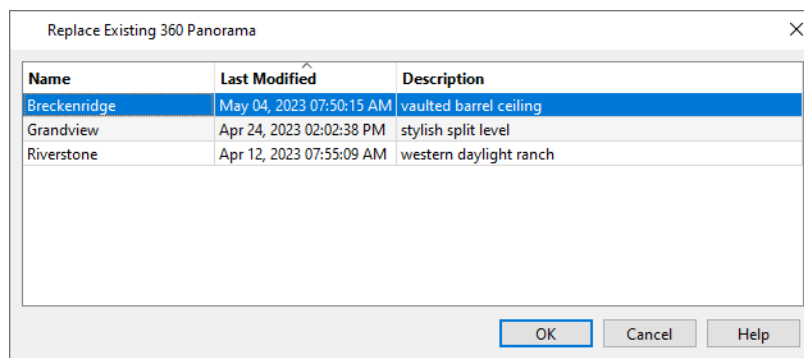 Replace Existing 360 Panorama
Name Last Modified Description
Breckenridge May 04, 2023 07:50:15 AM vaulted barrel ceiling
Grandview Apr 24, 2023 02:02:38 PM stylish split level
Riverstone Apr 12, 2023 07:55:09 AM western daylight ranch
OK Cancel Help